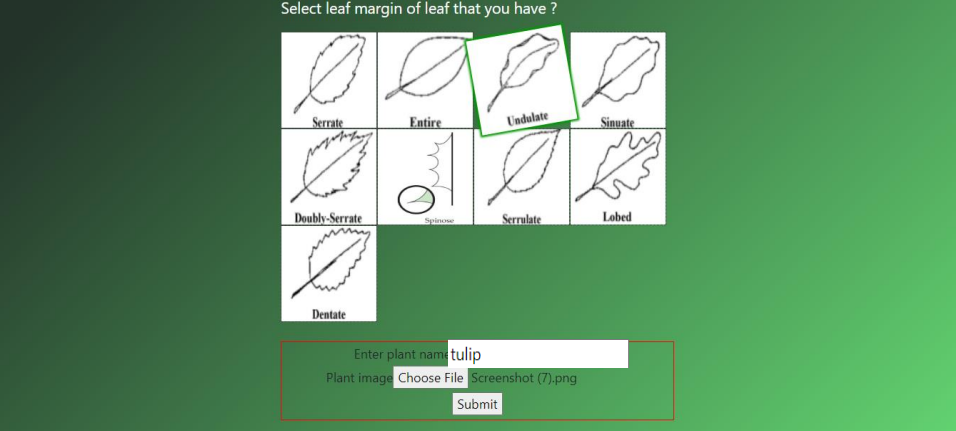 Select leaf margin of leaf that you have ?
Serrate Entire Undulate Sinuate
Doubly-Serrate Spinose Serrulate Lobed
Dentate
Enter plant name tulip
Plant image Choose File Screenshot (7).png
Submit